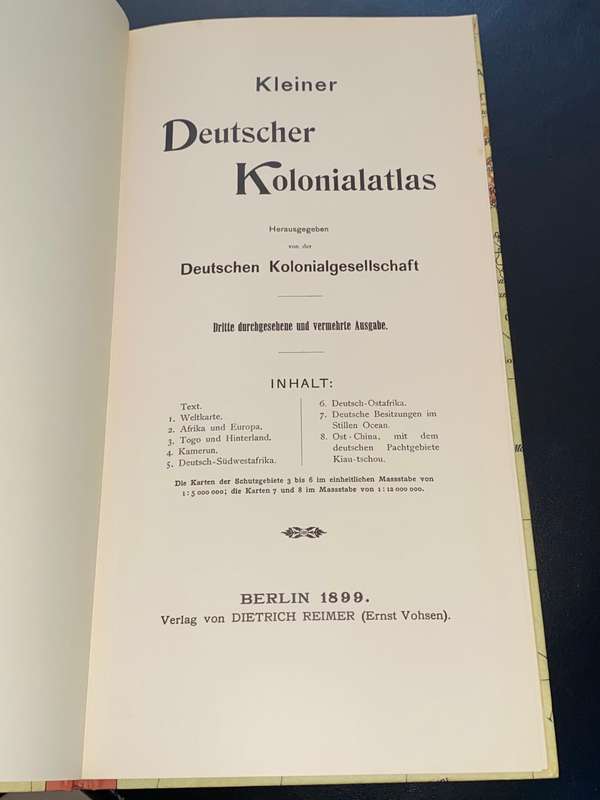 Kleiner
Deutscher
Kolonialatlas
Herausgegeben
von der
Deutschen Kolonialgesellschaft
Dritte durchgesehene und vermehrte Ausgabe.
INHALT:
Text.
1. Weltkarte.
2. Afrika und Europa.
3. Togo und Hinterland.
4. Kamerun.
5. Deutsch-Südwestafrika.
6. Deutsch-Ostafrika.
7. Deutsche Besitzungen im
Stillen Ocean.
8. Ost-China, mit dem
deutschen Pachtgebiete
Kiau-tschou.
Die Karten der Schutzgebiete 3 bis 6 im einheitlichen Massstabe von
1:5 000 000; die Karten 7 und 8 im Massstabe von 1:12 000 000.
BERLIN 1899.
Verlag von DIETRICH REIMER (Ernst Vohsen).